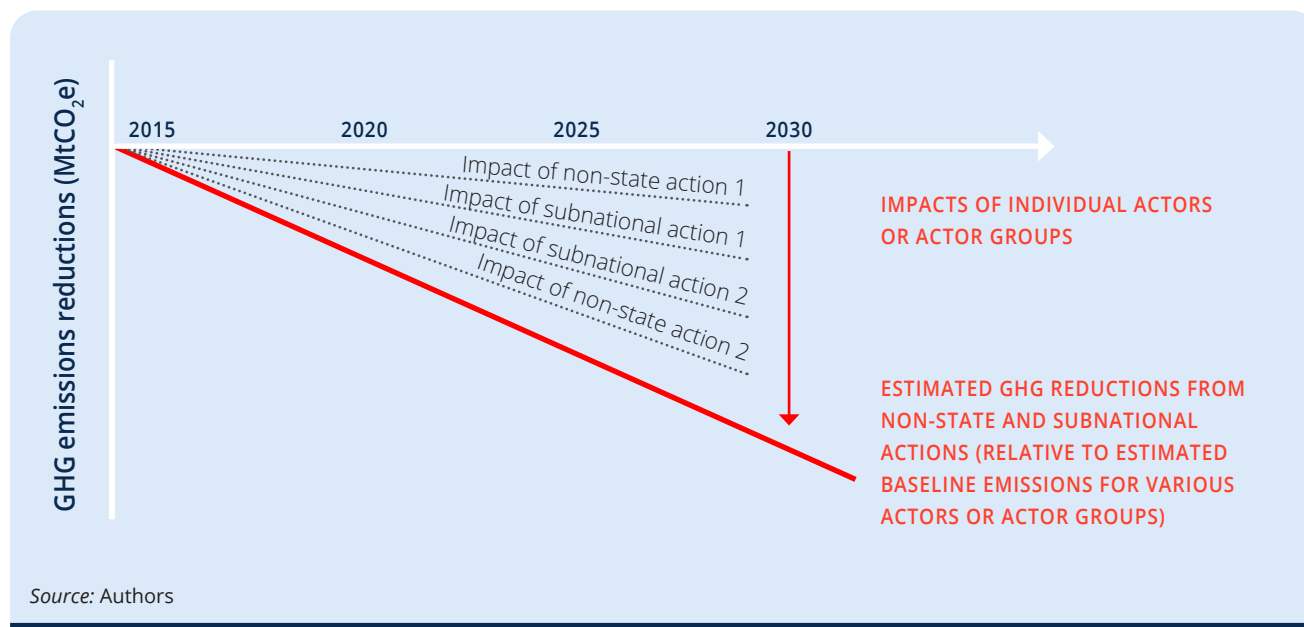 GHG emissions reductions (MtCO₂e)
2015 2020 2025 2030
Impact of non-state action 1
Impact of subnational action 1
Impact of subnational action 2
Impact of non-state action 2
IMPACTS OF INDIVIDUAL ACTORS
OR ACTOR GROUPS
ESTIMATED GHG REDUCTIONS FROM
NON-STATE AND SUBNATIONAL
ACTIONS (RELATIVE TO ESTIMATED
BASELINE EMISSIONS FOR VARIOUS
ACTORS OR ACTOR GROUPS)
Source: Authors